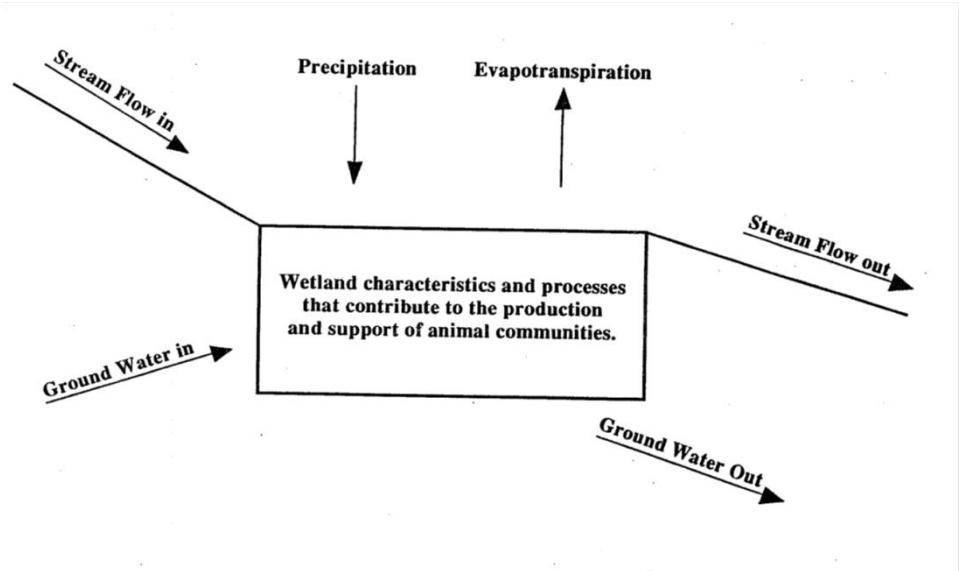 Stream Flow in
Precipitation
Evapotranspiration
Stream Flow out
Wetland characteristics and processes
that contribute to the production
and support of animal communities.
Ground Water in
Ground Water Out